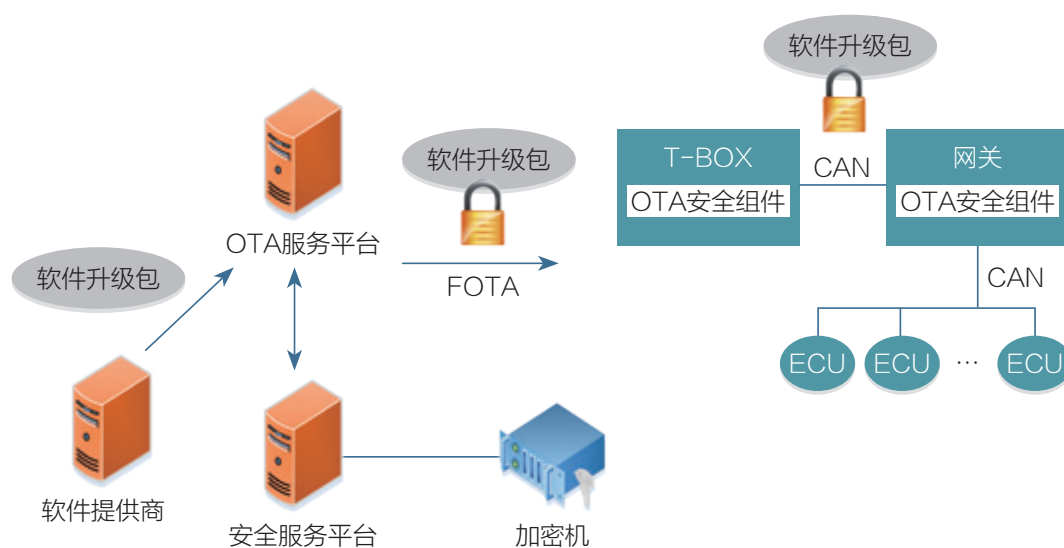 软件升级包
软件升级包
T-BOX
网关
CAN
OTA安全组件
OTA安全组件
OTA服务平台
软件升级包
FOTA
CAN
ECU
ECU
…
ECU
软件提供商
安全服务平台
加密机